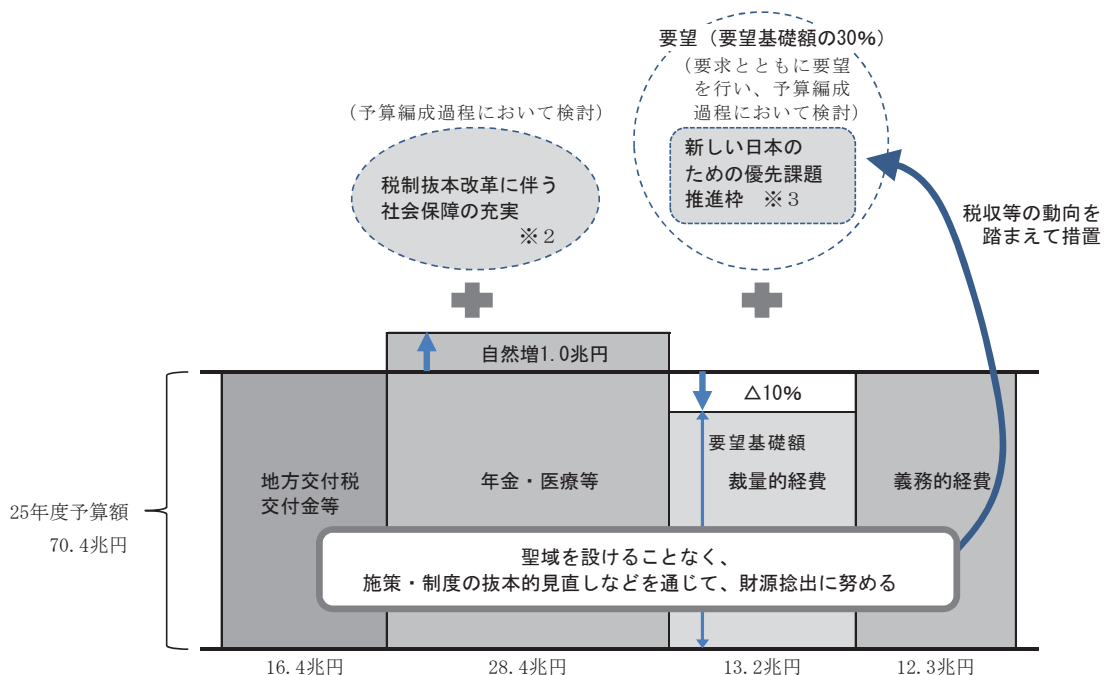 要望（要望基礎額の30%）
（要求とともに要望
を行い、予算編成
過程において検討）
新しい日本の
ための優先課題
推進枠　※３
（予算編成過程において検討）
税制抜本改革に伴う
社会保障の充実
※２
税収等の動向を
踏まえて措置
自然増1.0兆円
△10%
要望基礎額
地方交付税
交付金等
年金・医療等
裁量的経費
義務的経費
25年度予算額
70.4兆円
聖域を設けることなく、
施策・制度の抜本的見直しなどを通じて、財源捻出に努める
16.4兆円
28.4兆円
13.2兆円
12.3兆円